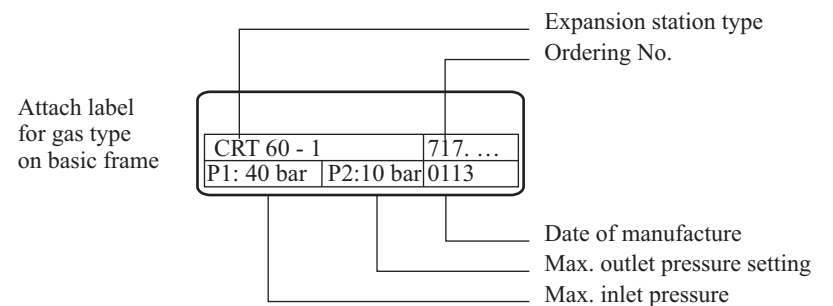 Expansion station type
Ordering No.
Attach label
for gas type
on basic frame
CRT 60 - 1 717. ...
P1: 40 bar P2:10 bar 0113
Date of manufacture
Max. outlet pressure setting
Max. inlet pressure